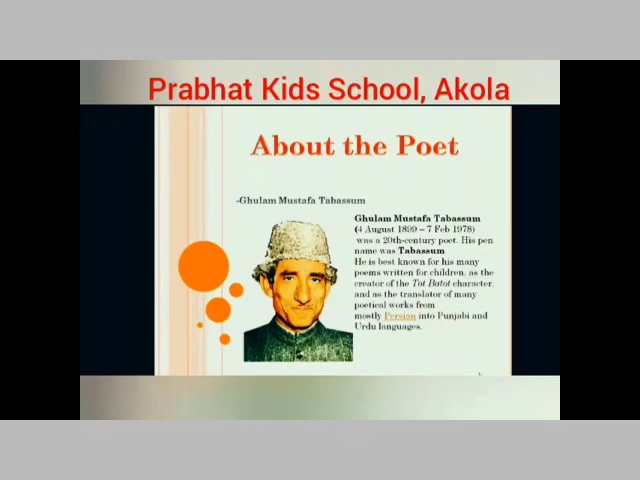 Prabhat Kids School, Akola
About the Poet
-Ghulam Mustafa Tabassum
Ghulam Mustafa Tabassum
(4 August 1899 – 7 Feb 1978)
was a 20th-century poet. His pen
name was Tabassum
He is best known for his many
poems written for children, as the
creator of the Tot Batot character,
and as the translator of many
poetical works from
mostly Persian into Punjabi and
Urdu languages.